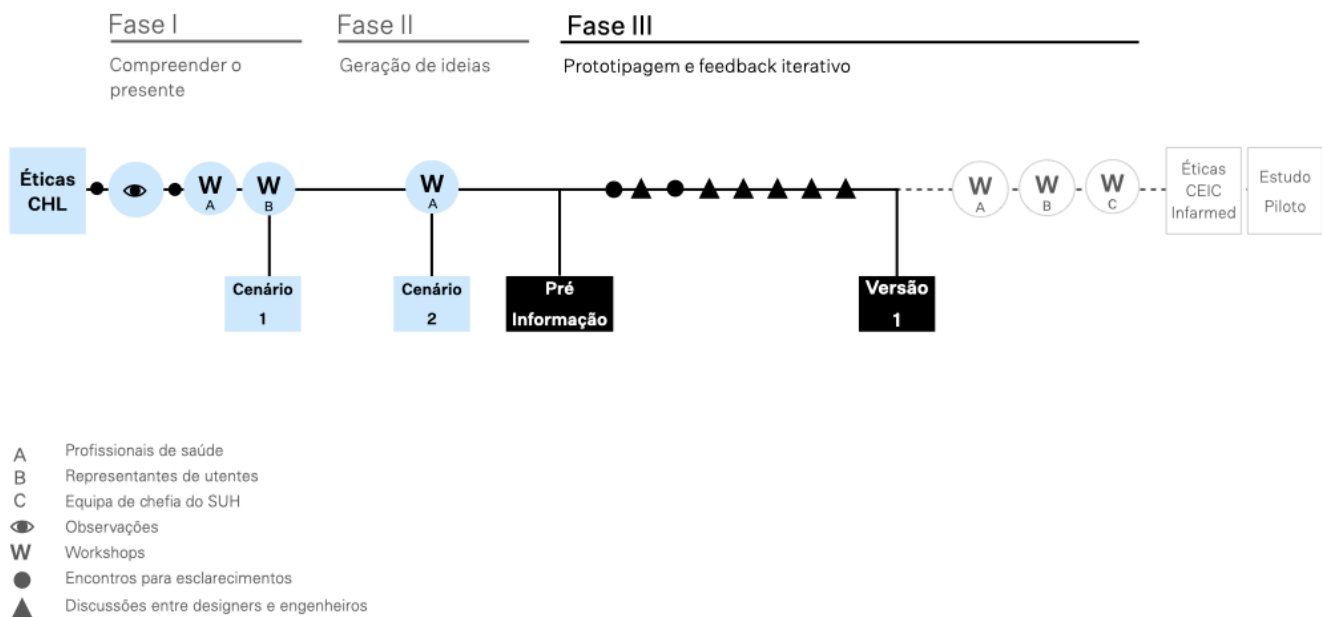 Fase I
Fase II
Fase III
Compreender o
presente
Geração de ideias
Prototipagem e feedback iterativo
Éticas
CHL
W
A
W
B
W
A
W
A
W
B
W
C
Éticas
CEIC
Infarmed
Estudo
Piloto
Cenário
1
Cenário
2
Pré
Informação
Versão
1
A Profissionais de saúde
B Representantes de utentes
C Equipa de chefia do SUH
Observações
W Workshops
Encontros para esclarecimentos
Discussões entre designers e engenheiros